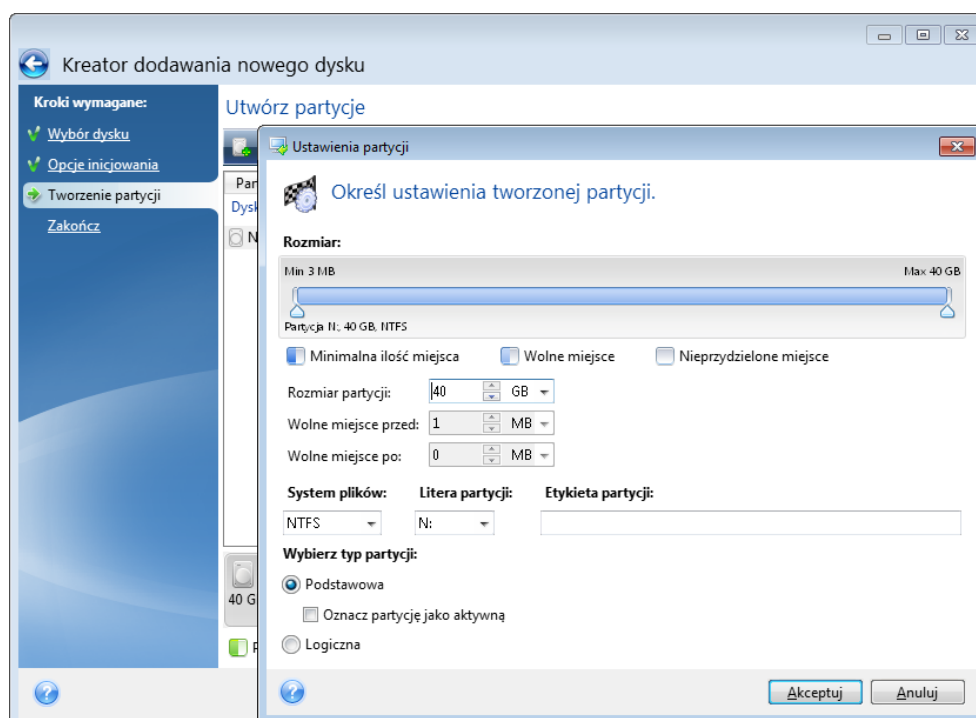 Kreator dodawania nowego dysku
Kroki wymagane:
Wybór dysku
Opcje inicjowania
Tworzenie partycji
Zakończ
Utwórz partycje
Ustawienia partycji
Określ ustawienia tworzonej partycji.
Rozmiar:
Min 3 MB Max 40 GB
Partycja N:, 40 GB, NTFS
Minimalna ilość miejsca Wolne miejsce Nieprzydzielone miejsce
Rozmiar partycji: 40 GB
Wolne miejsce przed: 1 MB
Wolne miejsce po: 0 MB
System plików: Litera partycji: Etykieta partycji:
NTFS N:
Wybierz typ partycji:
Podstawowa
Oznacz partycję jako aktywną
Logiczna
Akceptuj Anuluj
40 G